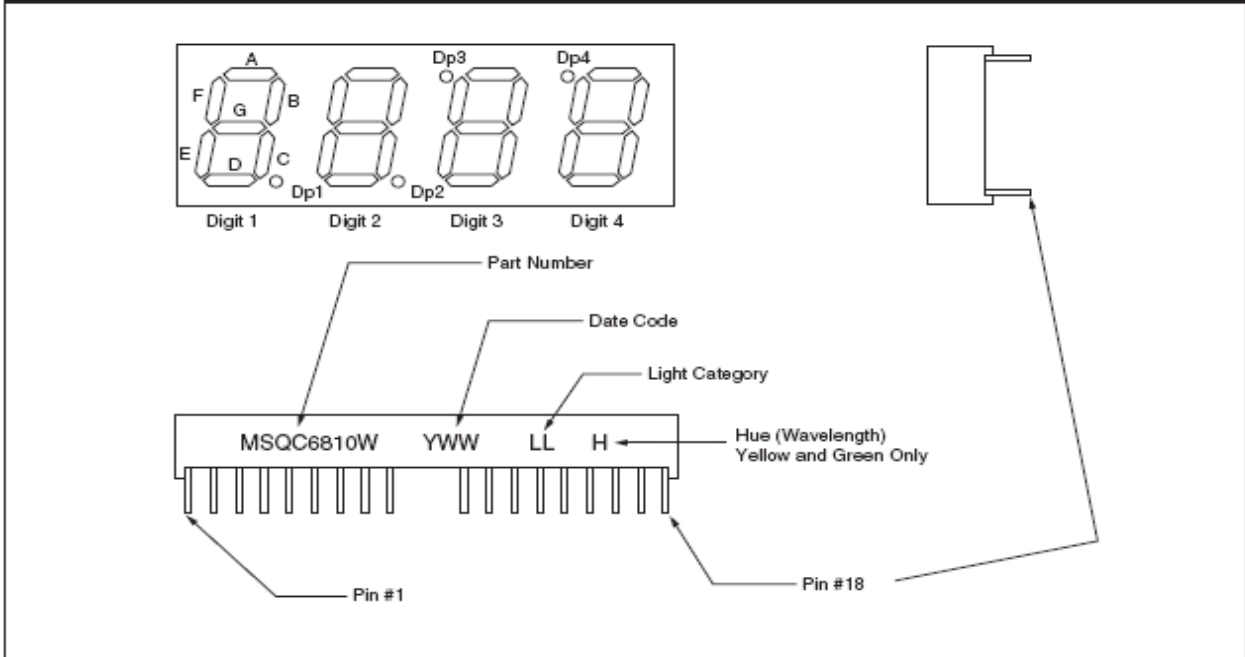 A
Dp3
Dp4
F
B
G
E
C
D
Dp1
Dp2
Digit 1
Digit 2
Digit 3
Digit 4
Part Number
Date Code
Light Category
MSQC6810W YWW LL H
Hue (Wavelength)
Yellow and Green Only
Pin #1
Pin #18